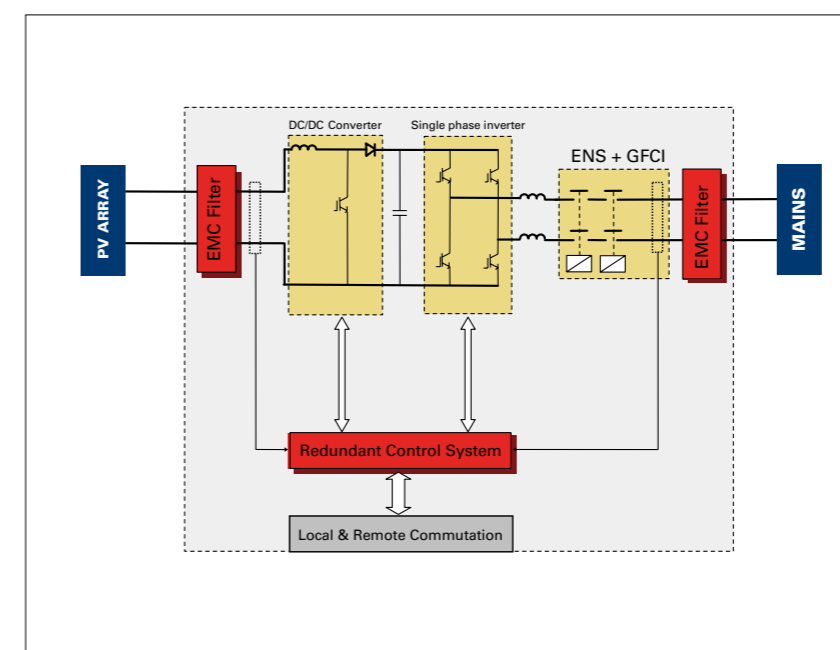 DC/DC Converter
Single phase inverter
ENS + GFCI
PV ARRAY
EMC Filter
EMC Filter
MAINS
Redundant Control System
Local & Remote Commutation